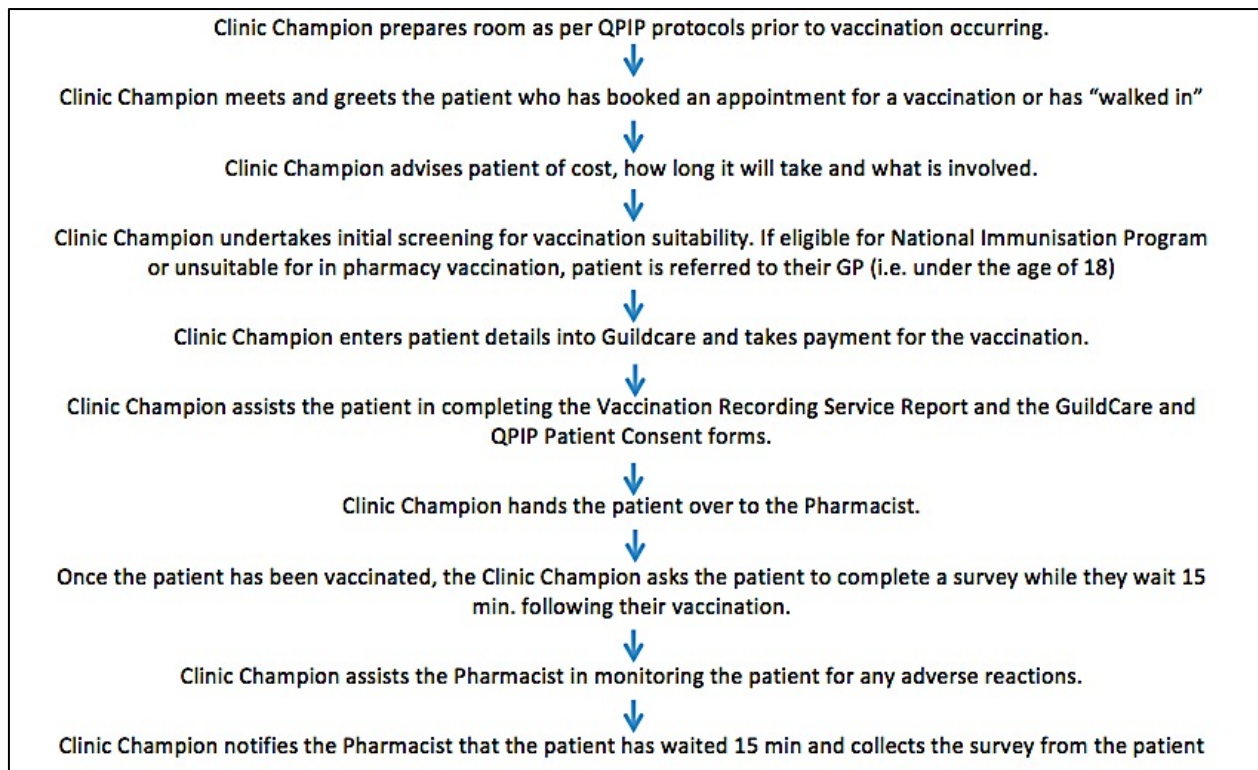 Clinic Champion prepares room as per QPIP protocols prior to vaccination occurring.
Clinic Champion meets and greets the patient who has booked an appointment for a vaccination or has “walked in”
Clinic Champion advises patient of cost, how long it will take and what is involved.
Clinic Champion undertakes initial screening for vaccination suitability. If eligible for National Immunisation Program
or unsuitable for in pharmacy vaccination, patient is referred to their GP (i.e. under the age of 18)
Clinic Champion enters patient details into Guildcare and takes payment for the vaccination.
Clinic Champion assists the patient in completing the Vaccination Recording Service Report and the GuildCare and
QPIP Patient Consent forms.
Clinic Champion hands the patient over to the Pharmacist.
Once the patient has been vaccinated, the Clinic Champion asks the patient to complete a survey while they wait 15
min. following their vaccination.
Clinic Champion assists the Pharmacist in monitoring the patient for any adverse reactions.
Clinic Champion notifies the Pharmacist that the patient has waited 15 min and collects the survey from the patient